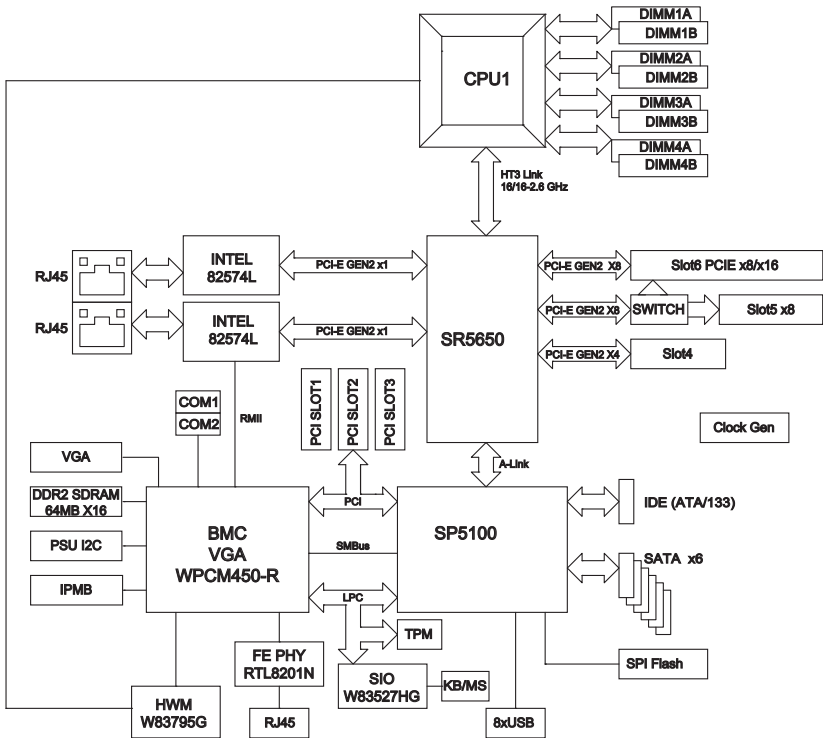 CPU1
DIMM1A
DIMM1B
DIMM2A
DIMM2B
DIMM3A
DIMM3B
DIMM4A
DIMM4B
HT3 Link
16/16-2.6 GHz
RJ45
INTEL
82574L
PCI-E GEN2 x1
RJ45
INTEL
82574L
PCI-E GEN2 x1
SR5650
PCI-E GEN2 X8
Slot6 PCIE x8/x16
PCI-E GEN2 X8
SWITCH
Slot5 x8
PCI-E GEN2 X4
Slot4
COM1
COM2
RMII
PCI SLOT1
PCI SLOT2
PCI SLOT3
Clock Gen
A-Link
VGA
DDR2 SDRAM
64MB X16
PSU I2C
IPMB
BMC
VGA
WPCM450-R
PCI
SMBus
LPC
SP5100
IDE (ATA/133)
SATA x6
TPM
SPI Flash
FE PHY
RTL8201N
SIO
W83527HG
KB/MS
HWM
W83795G
RJ45
8xUSB